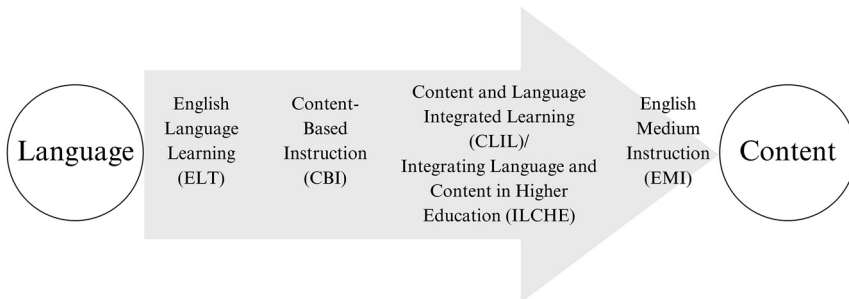 Language
English
Language
Learning
(ELT)
Content-
Based
Instruction
(CBI)
Content and Language
Integrated Learning
(CLIL)/
Integrating Language and
Content in Higher
Education (ILCHE)
English
Medium
Instruction
(EMI)
Content